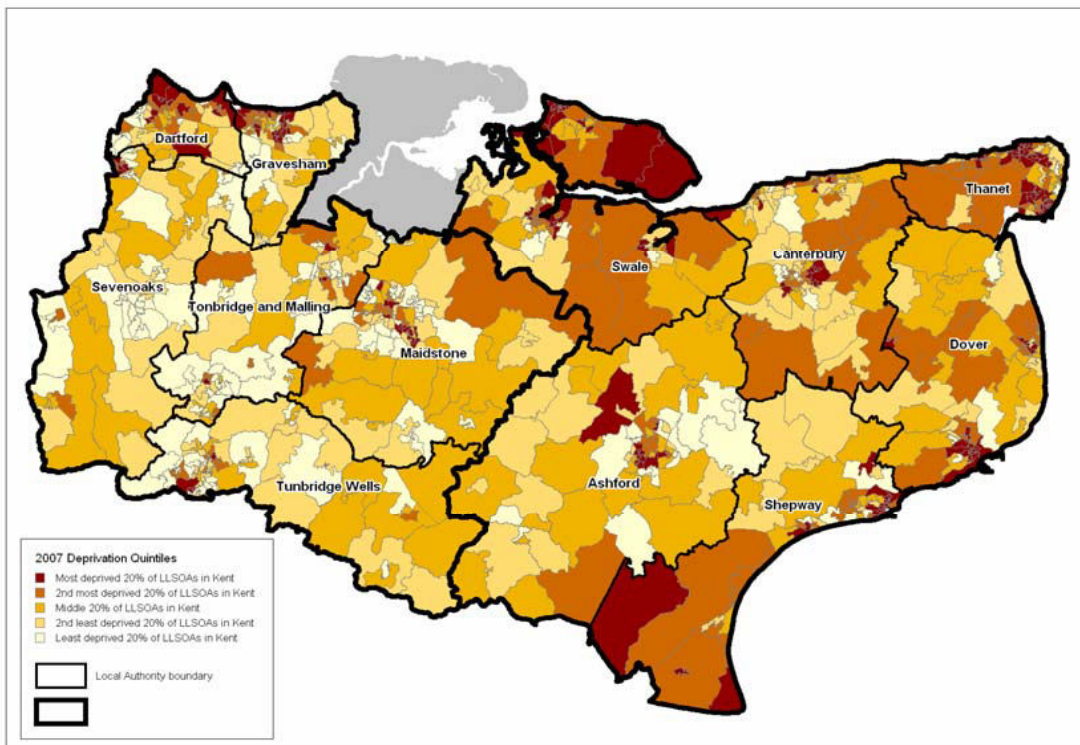 Dartford
Gravesham
Thanet
Swale
Canterbury
Sevenoaks
Tonbridge and Malling
Maidstone
Dover
Ashford
Tunbridge Wells
Shepway
2007 Deprivation Quintiles
Most deprived 20% of LLSOAs in Kent
2nd most deprived 20% of LLSOAs in Kent
Middle 20% of LLSOAs in Kent
2nd least deprived 20% of LLSOAs in Kent
Least deprived 20% of LLSOAs in Kent
Local Authority boundary